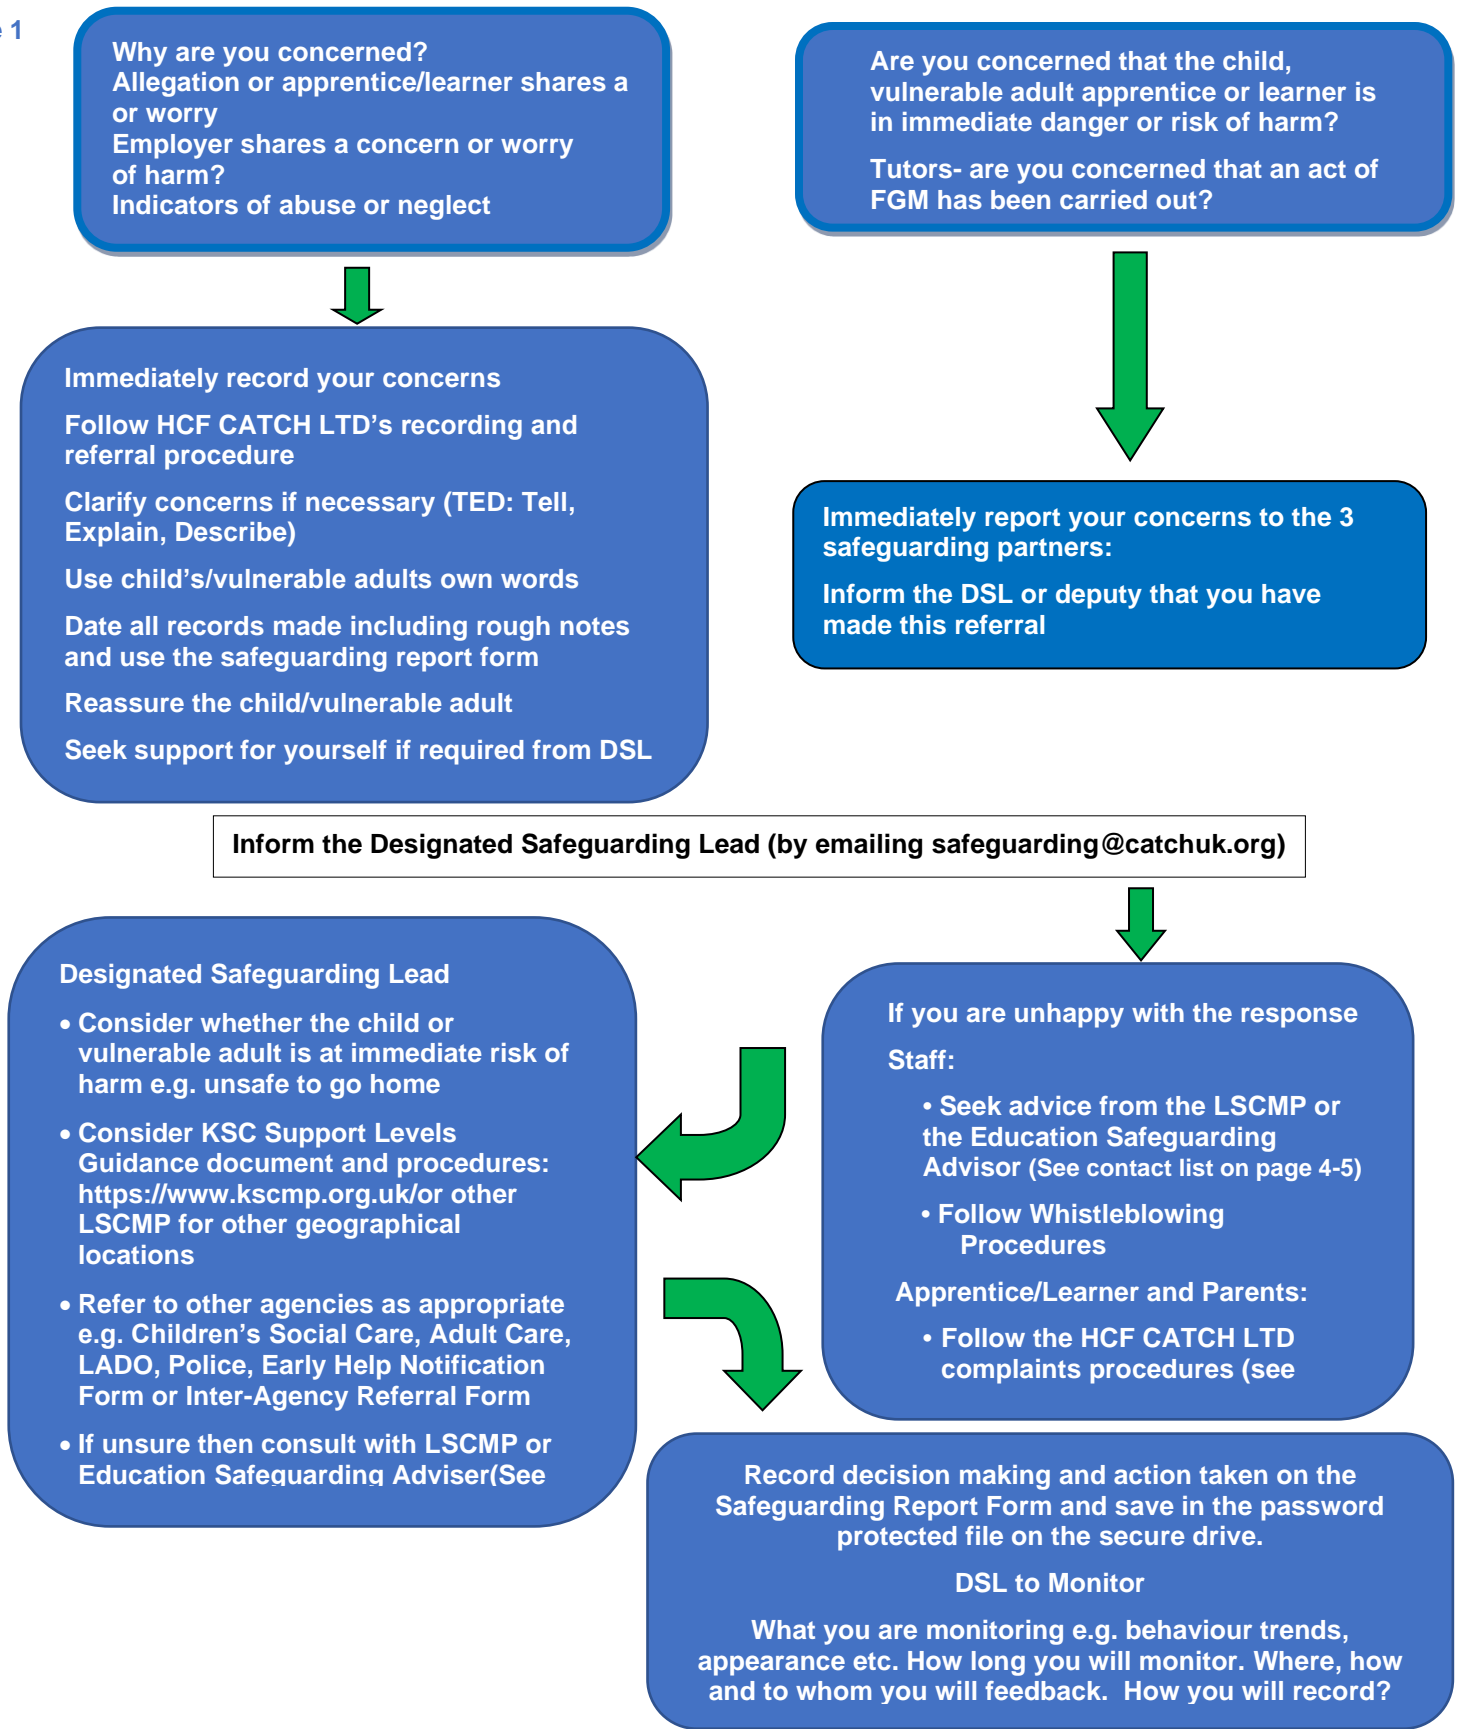 e 1
Why are you concerned?
Allegation or apprentice/learner shares a
or worry
Employer shares a concern or worry
of harm?
Indicators of abuse or neglect
Are you concerned that the child,
vulnerable adult apprentice or learner is
in immediate danger or risk of harm?
Tutors- are you concerned that an act of
FGM has been carried out?
Immediately record your concerns
Follow HCF CATCH LTD’s recording and
referral procedure
Clarify concerns if necessary (TED: Tell,
Explain, Describe)
Use child’s/vulnerable adults own words
Date all records made including rough notes
and use the safeguarding report form
Reassure the child/vulnerable adult
Seek support for yourself if required from DSL
Immediately report your concerns to the 3
safeguarding partners:
Inform the DSL or deputy that you have
made this referral
Inform the Designated Safeguarding Lead (by emailing safeguarding@catchuk.org)
Designated Safeguarding Lead
• Consider whether the child or
vulnerable adult is at immediate risk of
harm e.g. unsafe to go home
• Consider KSC Support Levels
Guidance document and procedures:
https://www.kscmp.org.uk/or other
LSCMP for other geographical
locations
• Refer to other agencies as appropriate
e.g. Children’s Social Care, Adult Care,
LADO, Police, Early Help Notification
Form or Inter-Agency Referral Form
• If unsure then consult with LSCMP or
Education Safeguarding Adviser(See
If you are unhappy with the response
Staff:
• Seek advice from the LSCMP or
the Education Safeguarding
Advisor (See contact list on page 4-5)
• Follow Whistleblowing
Procedures
Apprentice/Learner and Parents:
• Follow the HCF CATCH LTD
complaints procedures (see
Record decision making and action taken on the
Safeguarding Report Form and save in the password
protected file on the secure drive.
DSL to Monitor
What you are monitoring e.g. behaviour trends,
appearance etc. How long you will monitor. Where, how
and to whom you will feedback.  How you will record?